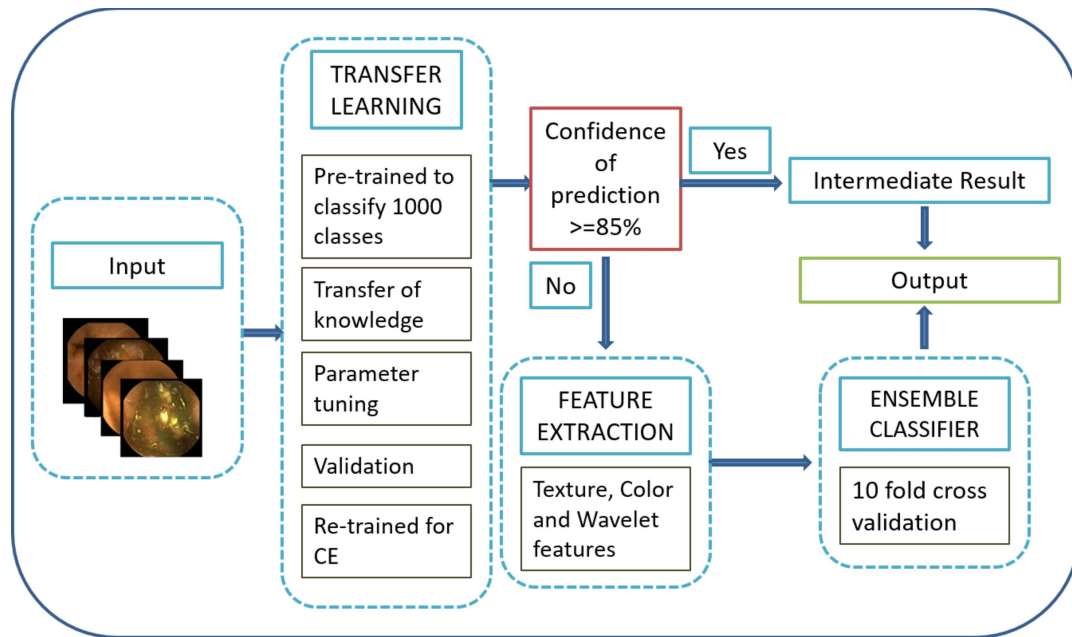 Input
TRANSFER
LEARNING
Pre-trained to
classify 1000
classes
Transfer of
knowledge
Parameter
tuning
Validation
Re-trained for
CE
Confidence
of
prediction
>=85%
Yes
No
Intermediate Result
Output
FEATURE
EXTRACTION
Texture, Color
and Wavelet
features
ENSEMBLE
CLASSIFIER
10 fold cross
validation